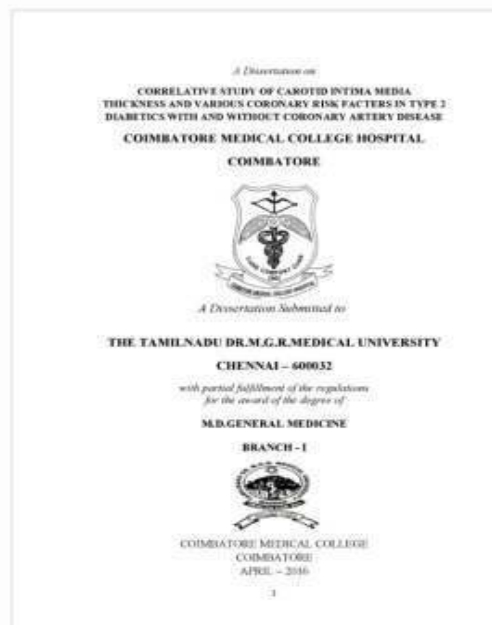 A Dissertation on
CORRELATIVE STUDY OF CAROTID INTIMA MEDIA
THICKNESS AND VARIOUS CORONARY RISK FACTERS IN TYPE 2
DIABETICS WITH AND WITHOUT CORONARY ARTERY DISEASE
COIMBATORE MEDICAL COLLEGE HOSPITAL
COIMBATORE
A Dissertation Submitted to
THE TAMILNADU DR.M.G.R.MEDICAL UNIVERSITY
CHENNAI – 600032
with partial fulfillment of the regulations
for the award of the degree of
M.D.GENERAL MEDICINE
BRANCH - I
COIMBATORE MEDICAL COLLEGE
COIMBATORE
APRIL – 2016
1